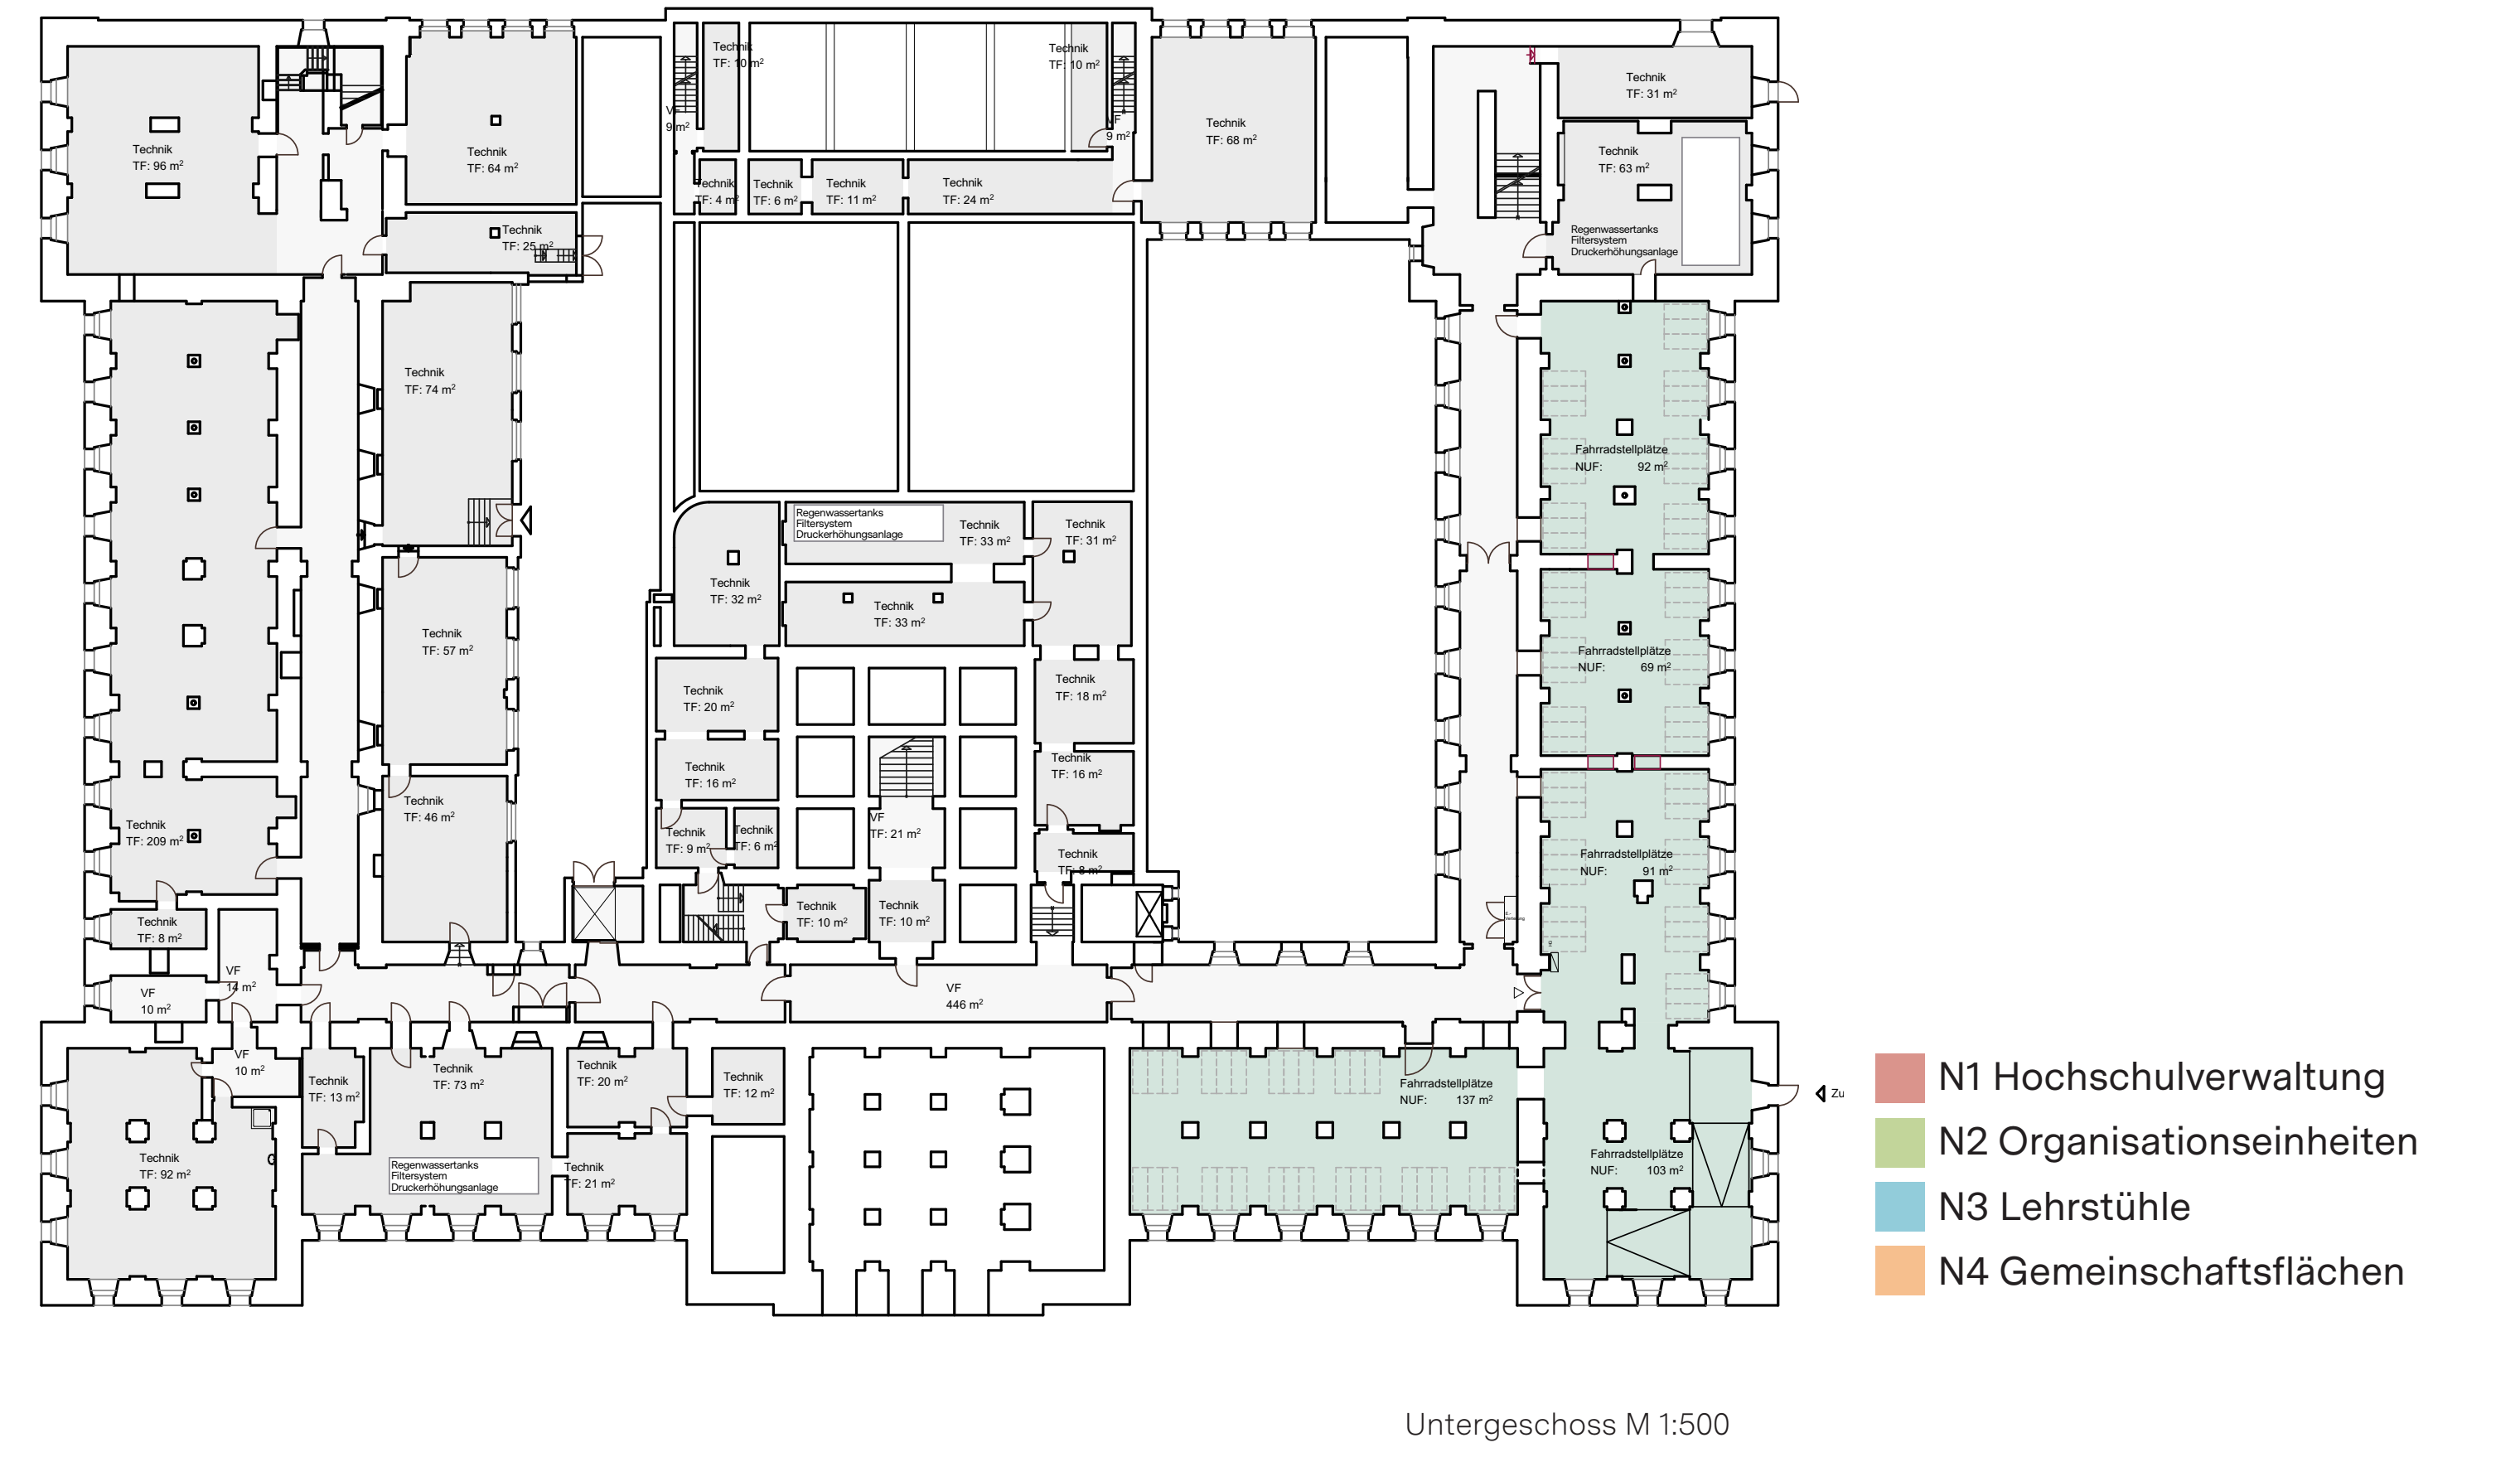 Technik
TF: 10 m²
Technik
TF: 10 m²
Technik
TF: 31 m²
Technik
TF: 96 m²
Technik
TF: 64 m²
VF
9 m²
VF
9 m²
Technik
TF: 68 m²
Technik
TF: 63 m²
Technik
TF: 4 m²
Technik
TF: 6 m²
Technik
TF: 11 m²
Technik
TF: 24 m²
Technik
TF: 25 m²
Regenwassertanks
Filtersystem
Druckerhöhungsanlage
Technik
TF: 74 m²
Fahrradstellplätze
NUF: 92 m²
Regenwassertanks
Filtersystem
Druckerhöhungsanlage
Technik
TF: 33 m²
Technik
TF: 31 m²
Technik
TF: 32 m²
Technik
TF: 33 m²
Technik
TF: 57 m²
Fahrradstellplätze
NUF: 69 m²
Technik
TF: 20 m²
Technik
TF: 18 m²
Technik
TF: 16 m²
Technik
TF: 16 m²
Technik
TF: 46 m²
Technik
TF: 209 m²
Technik
TF: 9 m²
Technik
TF: 6 m²
VF
TF: 21 m²
Technik
TF: 8 m²
Fahrradstellplätze
NUF: 91 m²
Technik
TF: 8 m²
Technik
TF: 10 m²
Technik
TF: 10 m²
VF
14 m²
VF
10 m²
VF
446 m²
VF
10 m²
Technik
TF: 13 m²
Technik
TF: 73 m²
Technik
TF: 20 m²
Technik
TF: 12 m²
Fahrradstellplätze
NUF: 137 m²
Zu
Technik
TF: 92 m²
G
Regenwassertanks
Filtersystem
Druckerhöhungsanlage
Technik
TF: 21 m²
Fahrradstellplätze
NUF: 103 m²
N1 Hochschulverwaltung
N2 Organisationseinheiten
N3 Lehrstühle
N4 Gemeinschaftsflächen
Untergeschoss M 1:500